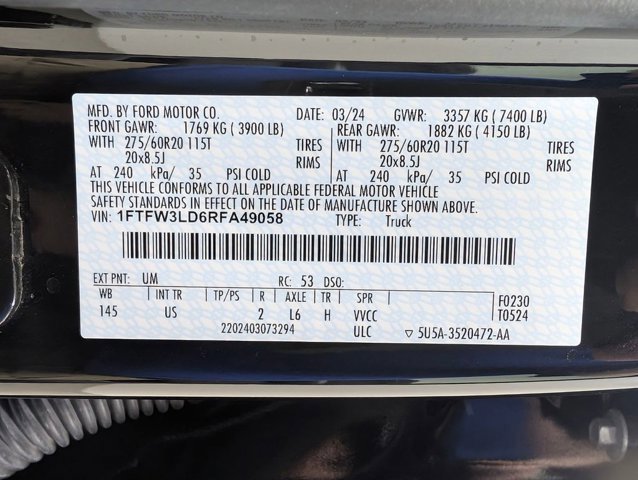 MFD. BY FORD MOTOR CO. DATE: 03/24 GVWR: 3357 KG ( 7400 LB)
FRONT GAWR: 1769 KG ( 3900 LB) REAR GAWR: 1882 KG ( 4150 LB)
WITH 275/60R20 115T TIRES WITH 275/60R20 115T TIRES
20x8.5J RIMS 20x8.5J RIMS
AT 240 kPa/ 35 PSI COLD AT 240 kPa/ 35 PSI COLD
THIS VEHICLE CONFORMS TO ALL APPLICABLE FEDERAL MOTOR VEHICLE
SAFETY STANDARDS IN EFFECT ON THE DATE OF MANUFACTURE SHOWN ABOVE.
VIN: 1FTFW3LD6RFA49058 TYPE: Truck
EXT PNT: UM RC: 53 DSO:
WB INT TR TP/PS R AXLE TR SPR F0230
145 US 2 L6 H VVCC T0524
2202403073294 ULC ▽ 5U5A-3520472-AA